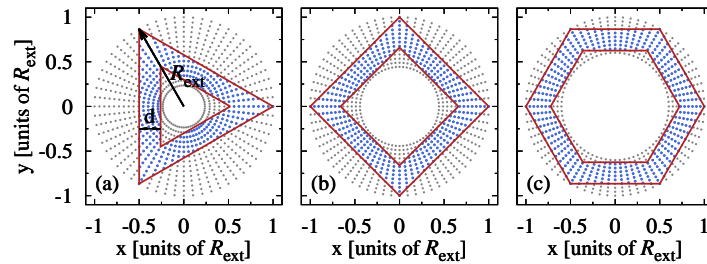 1
0.5
0
-0.5
-1
y [units of R_ext]
R_ext
d
(a)
(b)
(c)
-1 -0.5 0 0.5 1
-1 -0.5 0 0.5 1
-1 -0.5 0 0.5 1
x [units of R_ext]
x [units of R_ext]
x [units of R_ext]